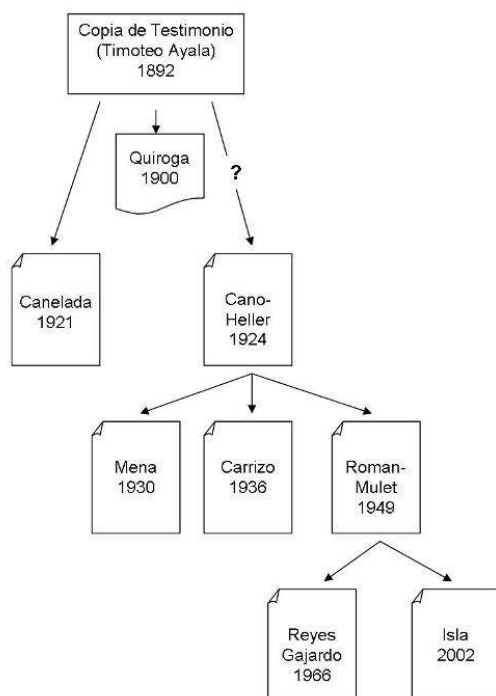 Copia de Testimonio
(Timoteo Ayala)
1892
Quiroga
1900
?
Canelada
1921
Cano-
Heller
1924
Mena
1930
Carrizo
1936
Roman-
Mulet
1949
Reyes
Gajardo
1966
Isla
2002